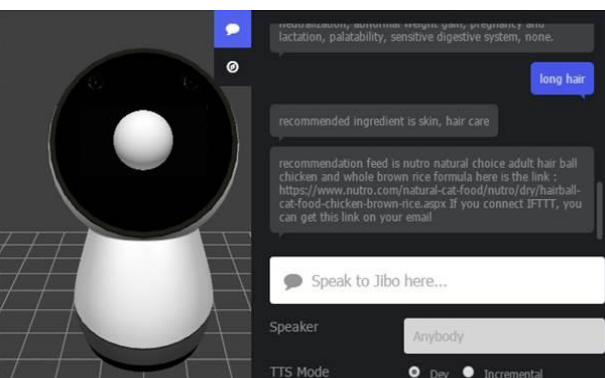 neutralization, abnormal weight gain, pregnancy and
lactation, palatability, sensitive digestive system, none.
long hair
recommended ingredient is skin, hair care
recommendation feed is nutro natural choice adult hair ball
chicken and whole brown rice formula here is the link :
https://www.nutro.com/natural-cat-food/nutro/dry/hairball-
cat-food-chicken-brown-rice.aspx If you connect IFTTT, you
can get this link on your email
Speak to Jibo here...
Speaker
Anybody
TTS Mode
Dev
Incremental